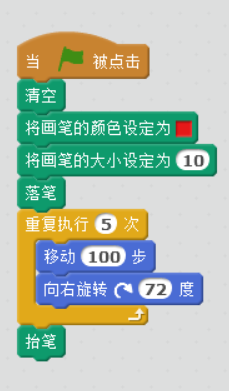 当 被点击
清空
将画笔的颜色设定为
将画笔的大小设定为 10
落笔
重复执行 5 次
移动 100 步
向右旋转 72 度
抬笔